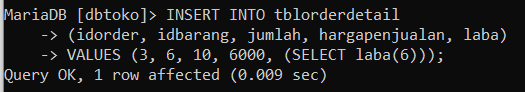 MariaDB [dbtoko]> INSERT INTO tblorderdetail
    -> (idorder, idbarang, jumlah, hargapenjualan, laba)
    -> VALUES (3, 6, 10, 6000, (SELECT laba(6)));
Query OK, 1 row affected (0.009 sec)